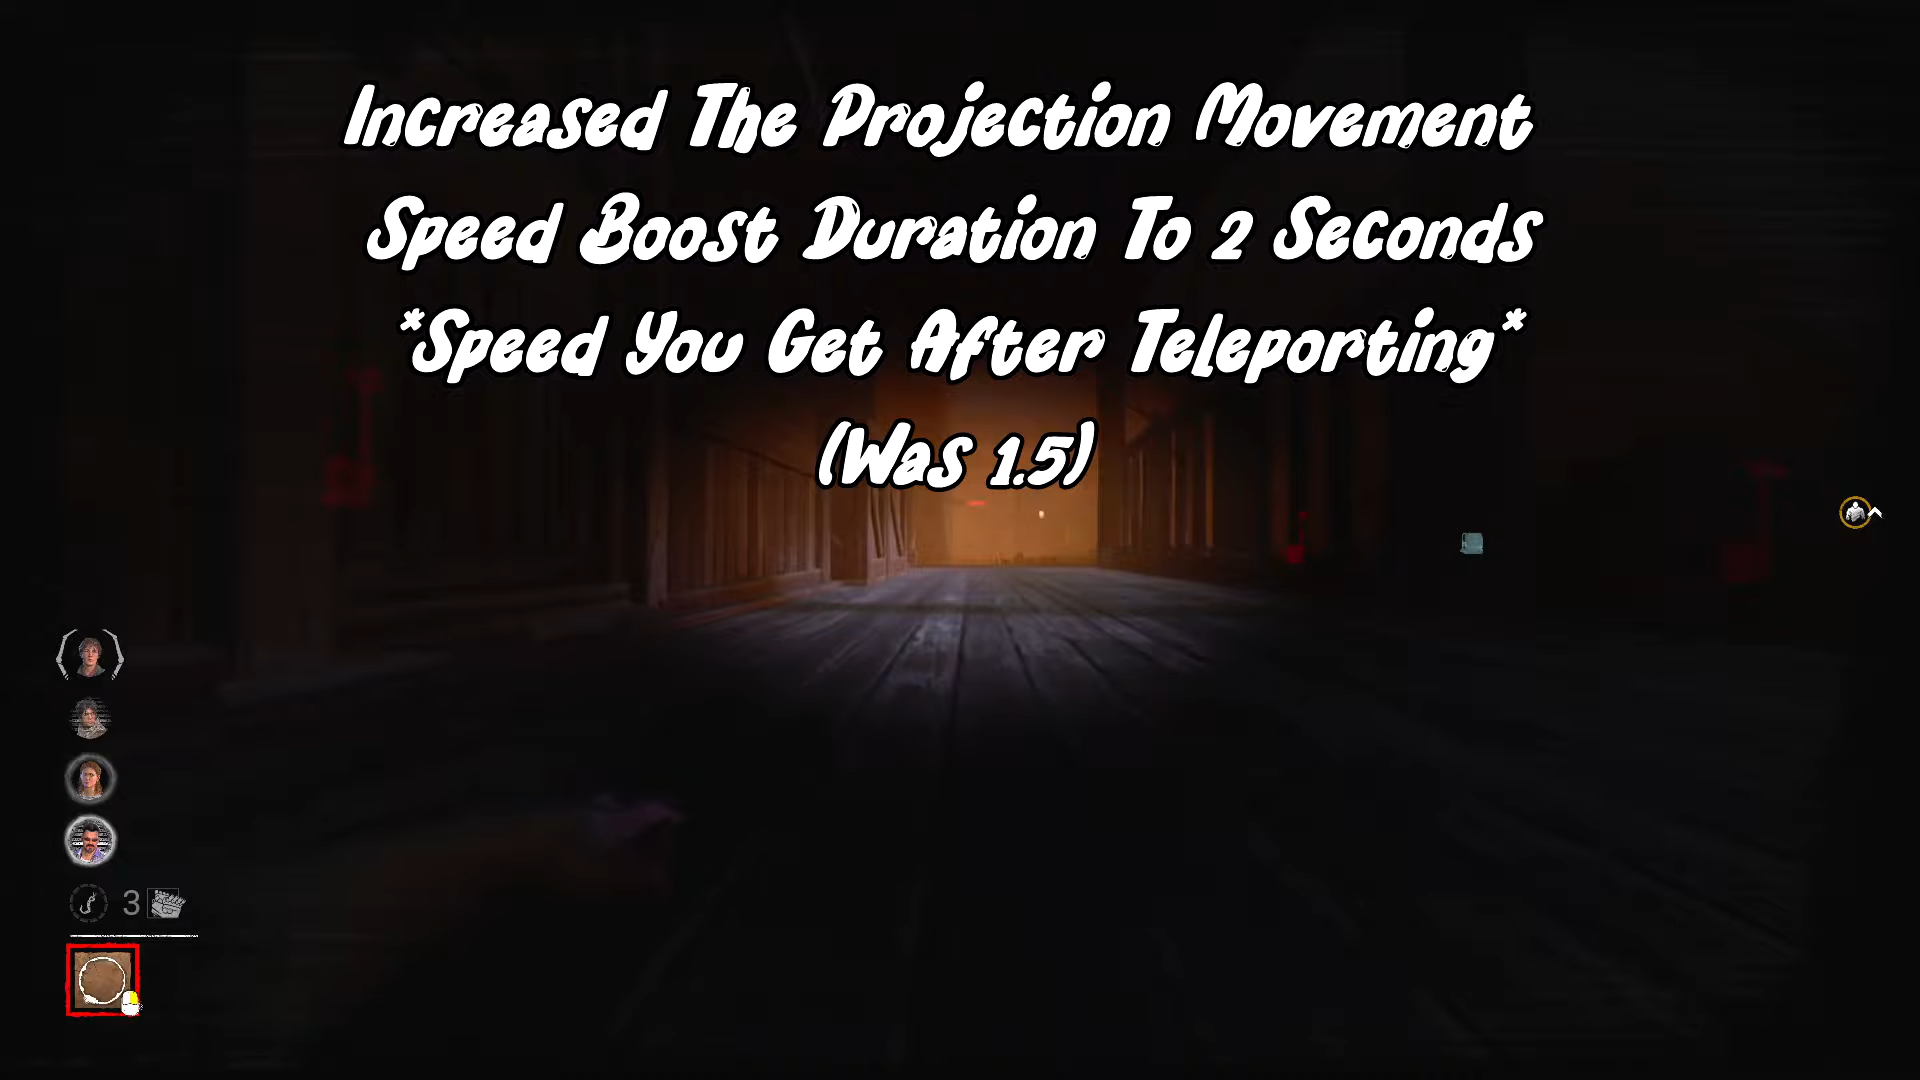 Increased The Projection Movement
Speed Boost Duration To 2 Seconds
*Speed You Get After Teleporting*
(Was 1.5)
3